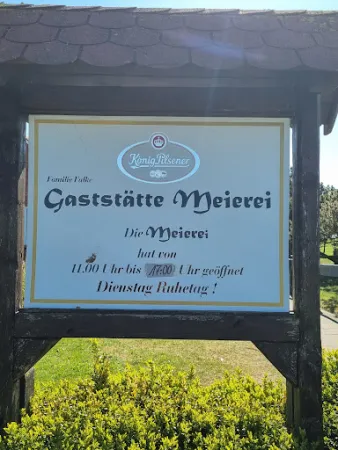 König Pilsener
Familie Falke
Gaststätte Meierei
Die Meierei
hat von
11.00 Uhr bis 17:00 Uhr geöffnet
Dienstag Ruhetag !